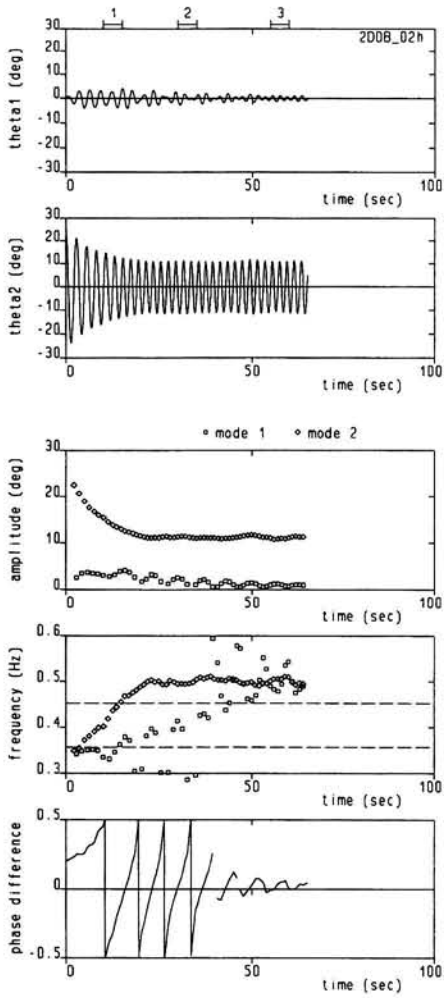 1 2 3
2DOB_02h
30
20
10
0
-10
-20
-30
theta1 (deg)
0 50 100
time (sec)
30
20
10
0
-10
-20
-30
theta2 (deg)
0 50 100
time (sec)
mode 1 mode 2
30
20
10
0
amplitude (deg)
0 50 100
time (sec)
0.6
0.5
0.4
0.3
frequency (Hz)
0 50 100
time (sec)
0.5
0
-0.5
phase difference
0 50 100
time (sec)